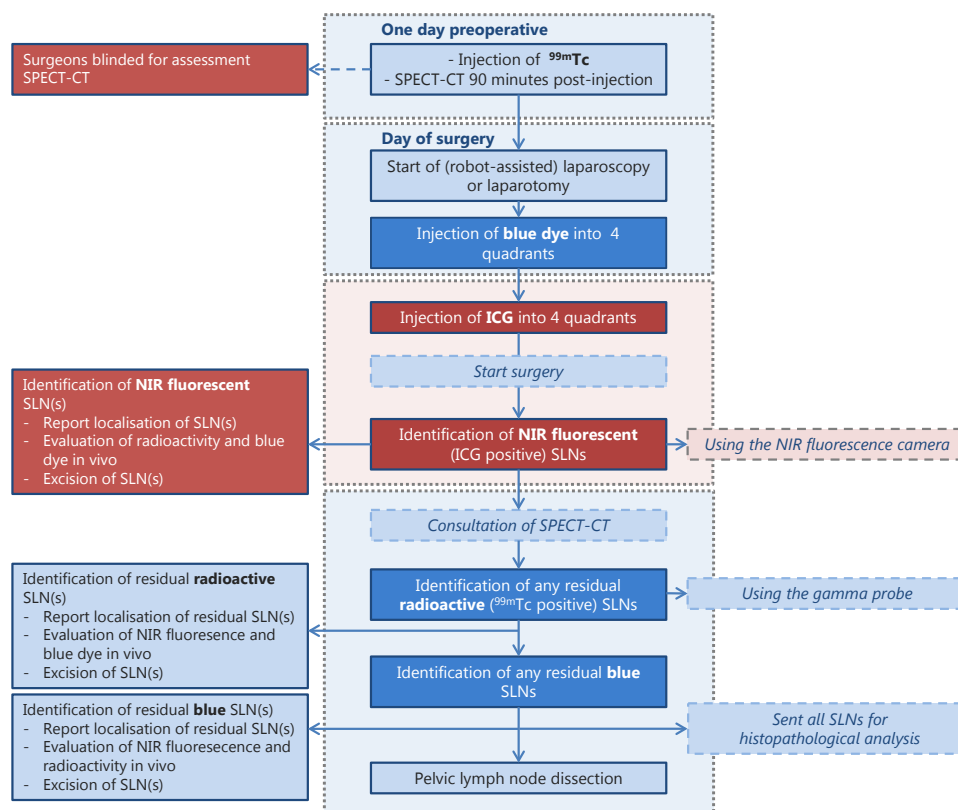 One day preoperative
Surgeons blinded for assessment
SPECT-CT
- Injection of 99mTc
- SPECT-CT 90 minutes post-injection
Day of surgery
Start of (robot-assisted) laparoscopy
or laparotomy
Injection of blue dye into 4
quadrants
Injection of ICG into 4 quadrants
Start surgery
Identification of NIR fluorescent
SLN(s)
- Report localisation of SLN(s)
- Evaluation of radioactivity and blue
dye in vivo
- Excision of SLN(s)
Identification of NIR fluorescent
(ICG positive) SLNs
Using the NIR fluorescence camera
Consultation of SPECT-CT
Identification of residual radioactive
SLN(s)
- Report localisation of residual SLN(s)
- Evaluation of NIR fluoresence and
blue dye in vivo
- Excision of SLN(s)
Identification of any residual
radioactive (99mTc positive) SLNs
Using the gamma probe
Identification of any residual blue
SLNs
Identification of residual blue SLN(s)
- Report localisation of residual SLN(s)
- Evaluation of NIR fluoresecence and
radioactivity in vivo
- Excision of SLN(s)
Sent all SLNs for
histopathological analysis
Pelvic lymph node dissection